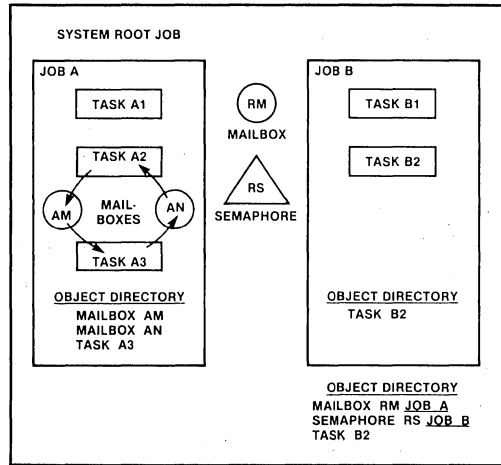 SYSTEM ROOT JOB
JOB A
TASK A1
TASK A2
AM
MAIL-
BOXES
AN
TASK A3
OBJECT DIRECTORY
MAILBOX AM
MAILBOX AN
TASK A3
RM
MAILBOX
RS
SEMAPHORE
JOB B
TASK B1
TASK B2
OBJECT DIRECTORY
TASK B2
OBJECT DIRECTORY
MAILBOX RM JOB A
SEMAPHORE RS JOB B
TASK B2